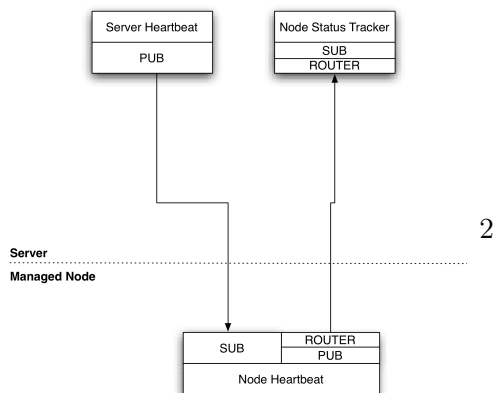 Server Heartbeat
PUB
Node Status Tracker
SUB
ROUTER
2
Server
Managed Node
SUB
ROUTER
PUB
Node Heartbeat